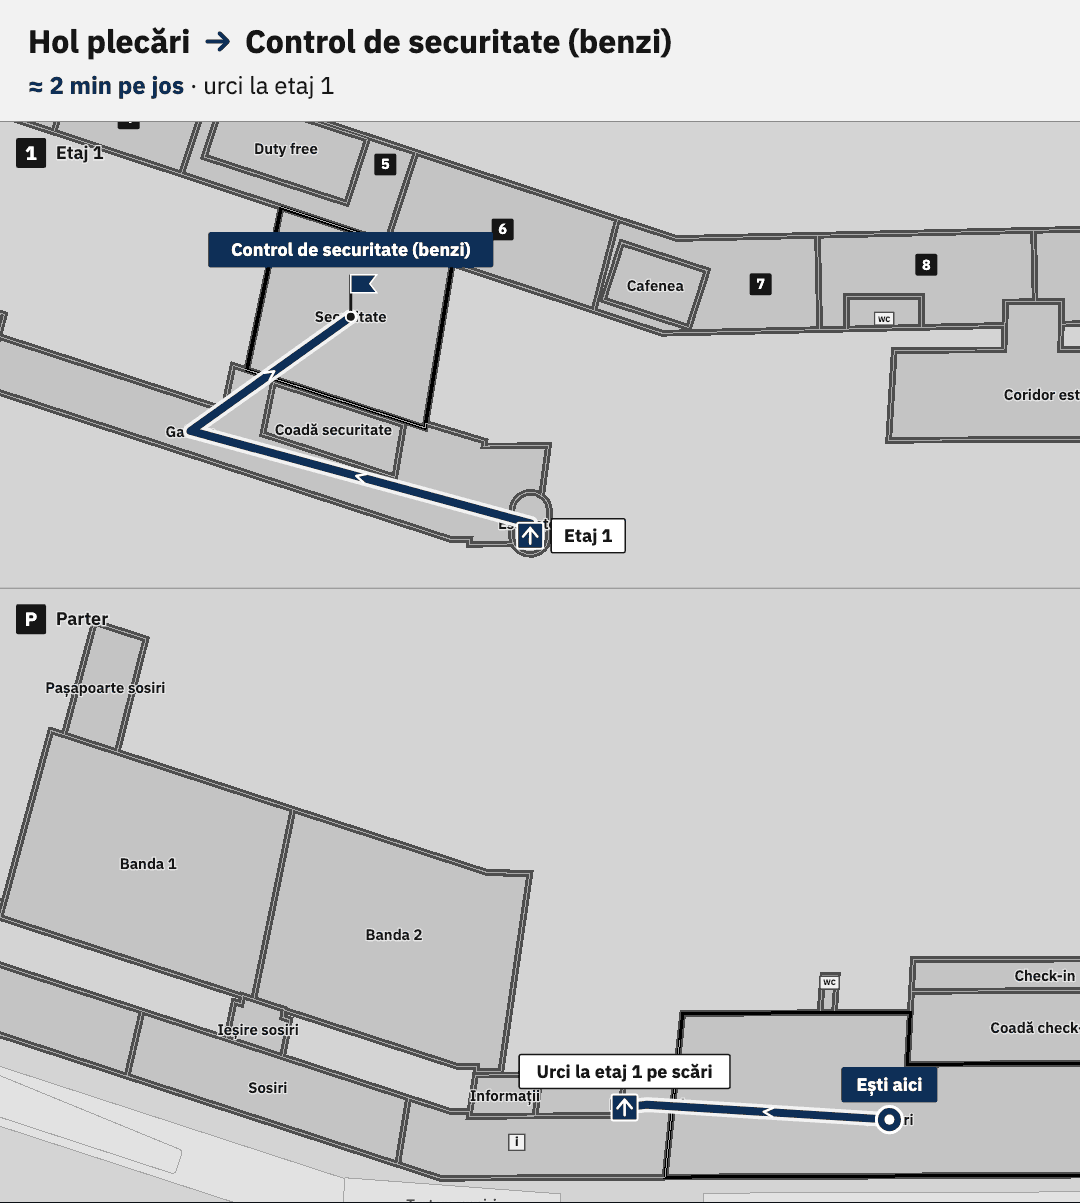 Hol plecări → Control de securitate (benzi)
≈ 2 min pe jos · urci la etaj 1
1 Etaj 1
Duty free
5
6
Control de securitate (benzi)
8
Cafenea
7
WC
Coridor est
Coadă securitate
Etaj 1
P Parter
Pașapoarte sosiri
Banda 1
Banda 2
WC
Check-in
Coadă check-
Ieșire sosiri
Urci la etaj 1 pe scări
Ești aici
Sosiri
Informații
i